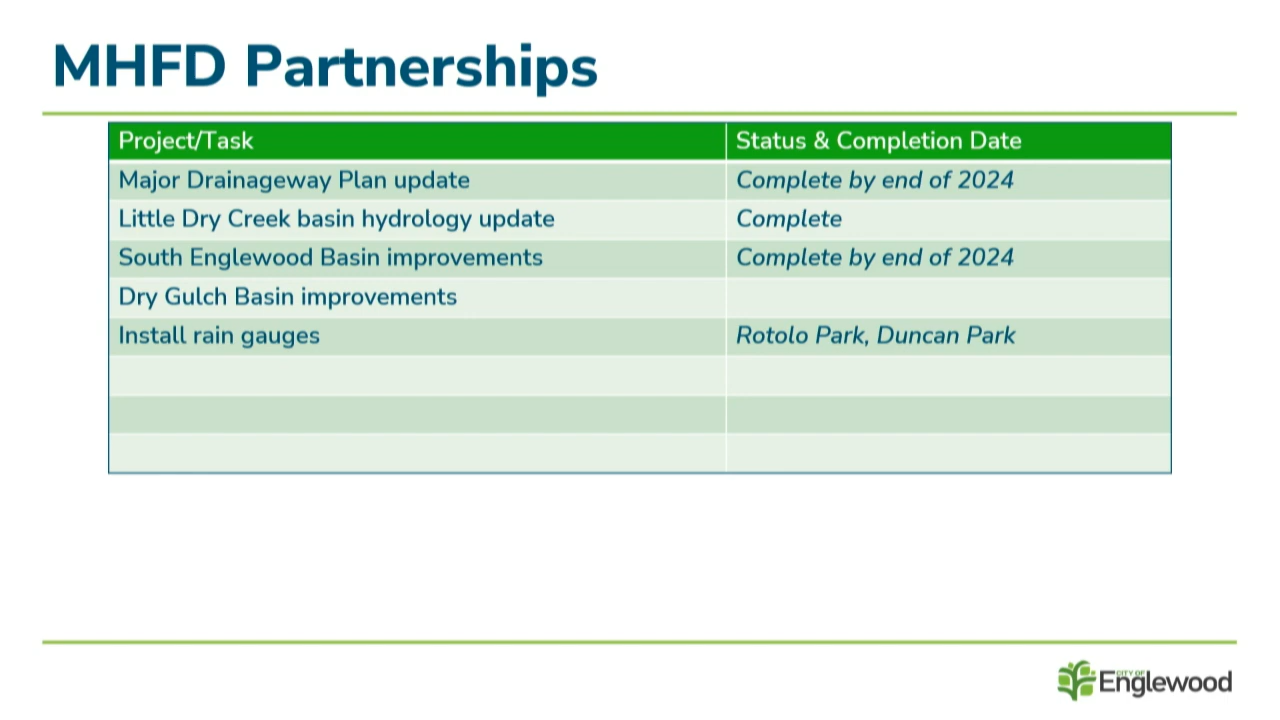 MHFD Partnerships
Project/Task Status & Completion Date
Major Drainageway Plan update Complete by end of 2024
Little Dry Creek basin hydrology update Complete
South Englewood Basin improvements Complete by end of 2024
Dry Gulch Basin improvements
Install rain gauges Rotolo Park, Duncan Park
CITY OF
Englewood